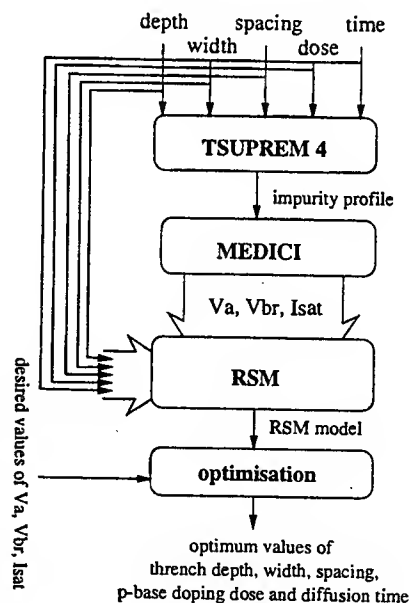 depth spacing time
width dose
TSUPREM 4
impurity profile
MEDICI
Va, Vbr, Isat
RSM
RSM model
optimisation
desired values of Va, Vbr, Isat
optimum values of
thrench depth, width, spacing,
p-base doping dose and diffusion time